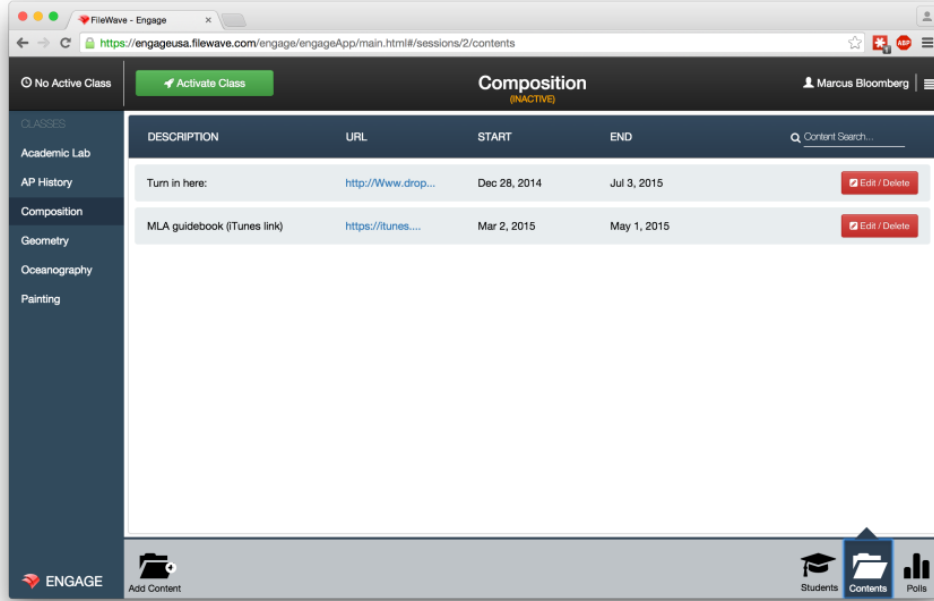 FileWave - Engage
https://engageusa.filewave.com/engage/engageApp/main.html#/sessions/2/contents
ABP
No Active Class
Activate Class
Composition
(INACTIVE)
Marcus Bloomberg
CLASSES
Academic Lab
AP History
Composition
Geometry
Oceanography
Painting
DESCRIPTION URL START END Content Search...
Turn in here: http://Www.drop... Dec 28, 2014 Jul 3, 2015 Edit / Delete
MLA guidebook (iTunes link) https://itunes.... Mar 2, 2015 May 1, 2015 Edit / Delete
ENGAGE
Add Content
Students
Contents
Polls